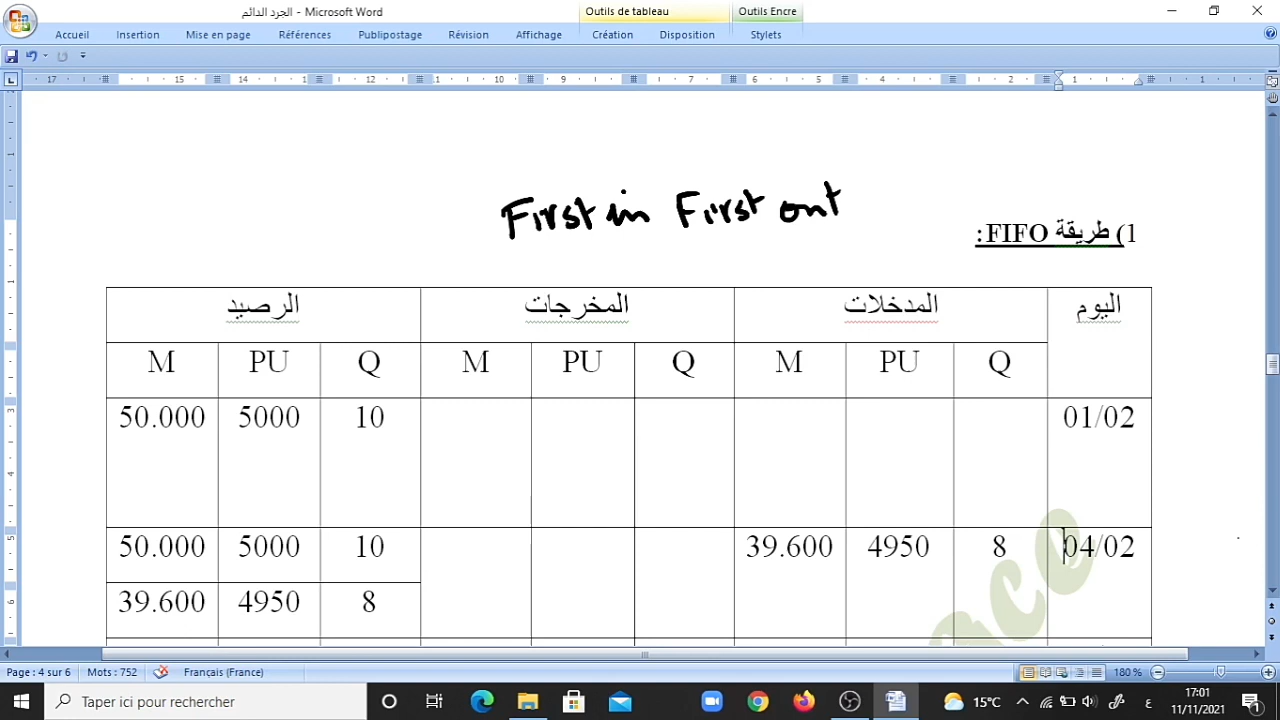 الجرد الدائم - Microsoft Word
Outils de tableau
Outils Encre
Accueil
Insertion
Mise en page
Références
Publipostage
Révision
Affichage
Création
Disposition
Stylets
First in First out
1) طريقة FIFO:
اليوم
المدخلات
المخرجات
الرصيد
Q PU M Q PU M Q PU M
01/02 10 5000 50.000
04/02 8 4950 39.600 10 5000 50.000
8 4950 39.600
ace
Page : 4 sur 6
Mots : 752
Français (France)
180 %
Taper ici pour rechercher
15°C
ع
17:01
11/11/2021